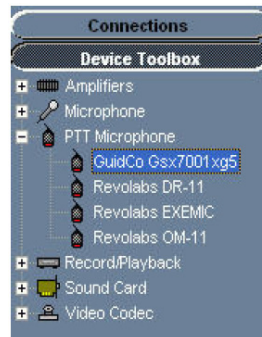 Connections
Device Toolbox
Amplifiers
Microphone
PTT Microphone
GuidCo Gsx7001xg5
Revolabs DR-11
Revolabs EXEMIC
Revolabs OM-11
Record/Playback
Sound Card
Video Codec